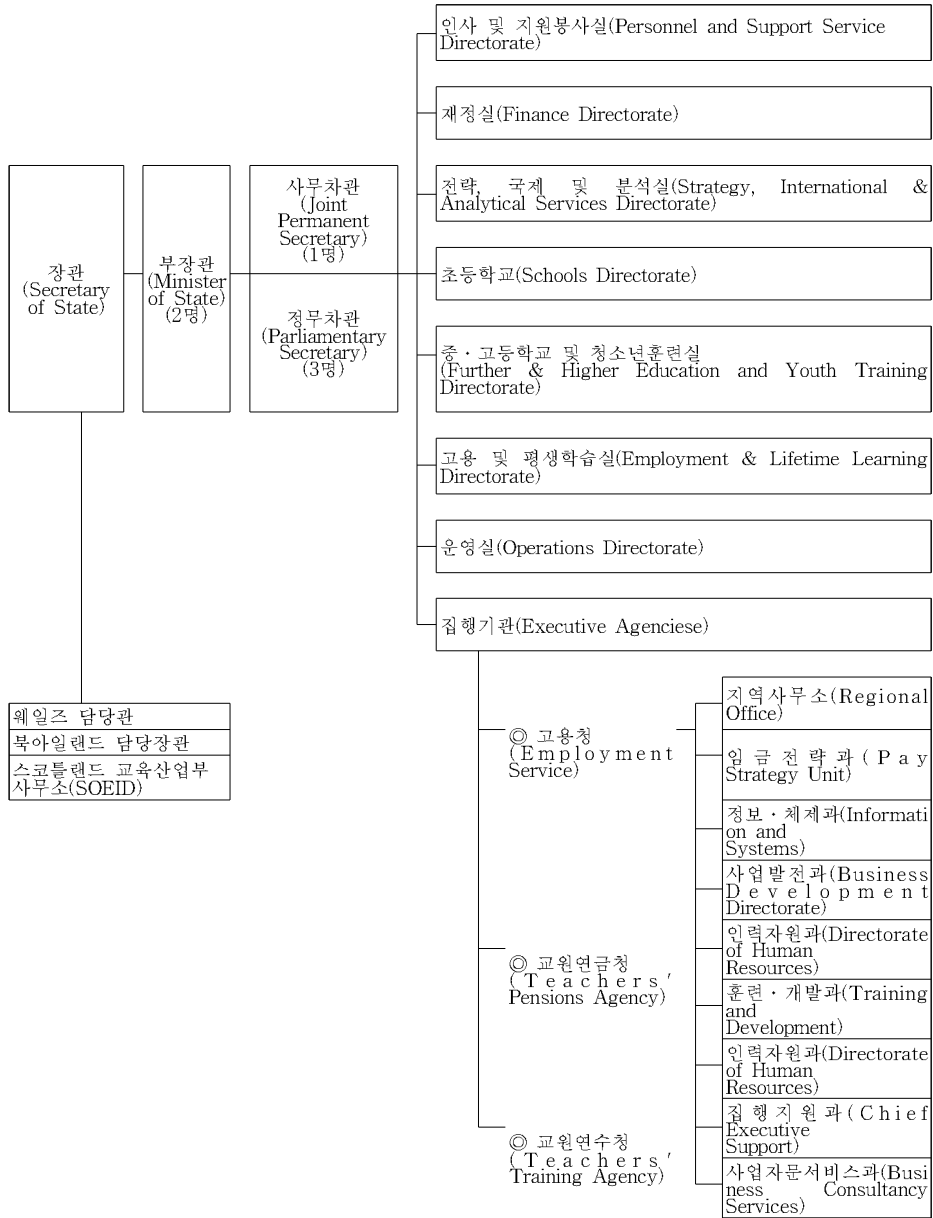 인사 및 지원봉사실(Personnel and Support Service
Directorate)
재정실(Finance Directorate)
전략, 국제 및 분석실(Strategy, International &
Analytical Services Directorate)
초등학교(Schools Directorate)
중·고등학교 및 청소년훈련실
(Further & Higher Education and Youth Training
Directorate)
고용 및 평생학습실(Employment & Lifetime Learning
Directorate)
운영실(Operations Directorate)
집행기관(Executive Agenciese)
장관
(Secretary
of State)
부장관
(Minister
of State)
(2명)
사무차관
(Joint
Permanent
Secretary)
(1명)
정무차관
(Parliamentary
Secretary)
(3명)
웨일즈 담당관
북아일랜드 담당장관
스코틀랜드 교육산업부
사무소(SOEID)
◎ 고용청
(Employment
Service)
◎ 교원연금청
(Teachers'
Pensions Agency)
◎ 교원연수청
(Teachers'
Training Agency)
지역사무소(Regional
Office)
임금전략과(Pay
Strategy Unit)
정보·체제과(Informati
on and
Systems)
사업발전과(Business
Development
Directorate)
인력자원과(Directorate
of Human
Resources)
훈련·개발과(Training
and
Development)
인력자원과(Directorate
of Human
Resources)
집행지원과(Chief
Executive
Support)
사업자문서비스과(Busi
ness Consultancy
Services)